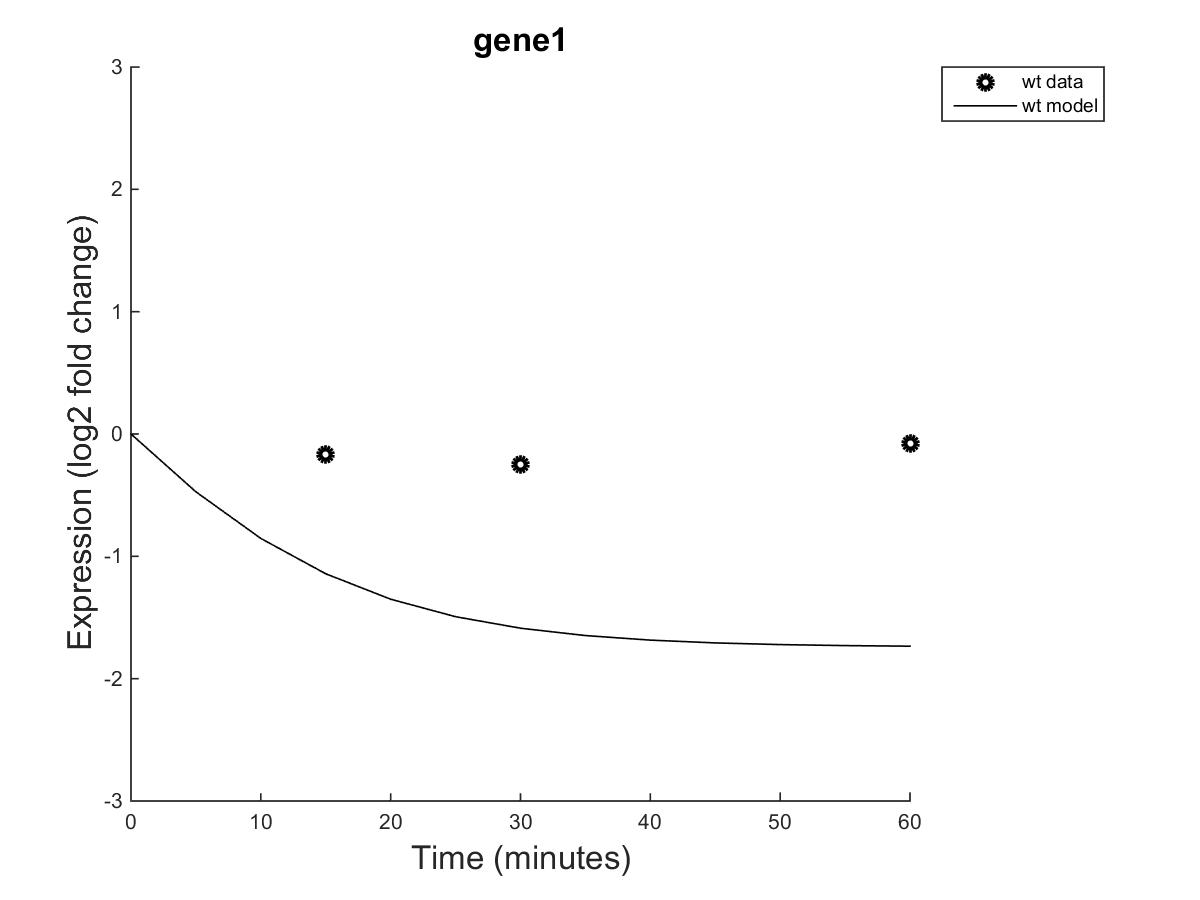 gene1
wt data
wt model
Expression (log2 fold change)
3
2
1
0
-1
-2
-3
0 10 20 30 40 50 60
Time (minutes)